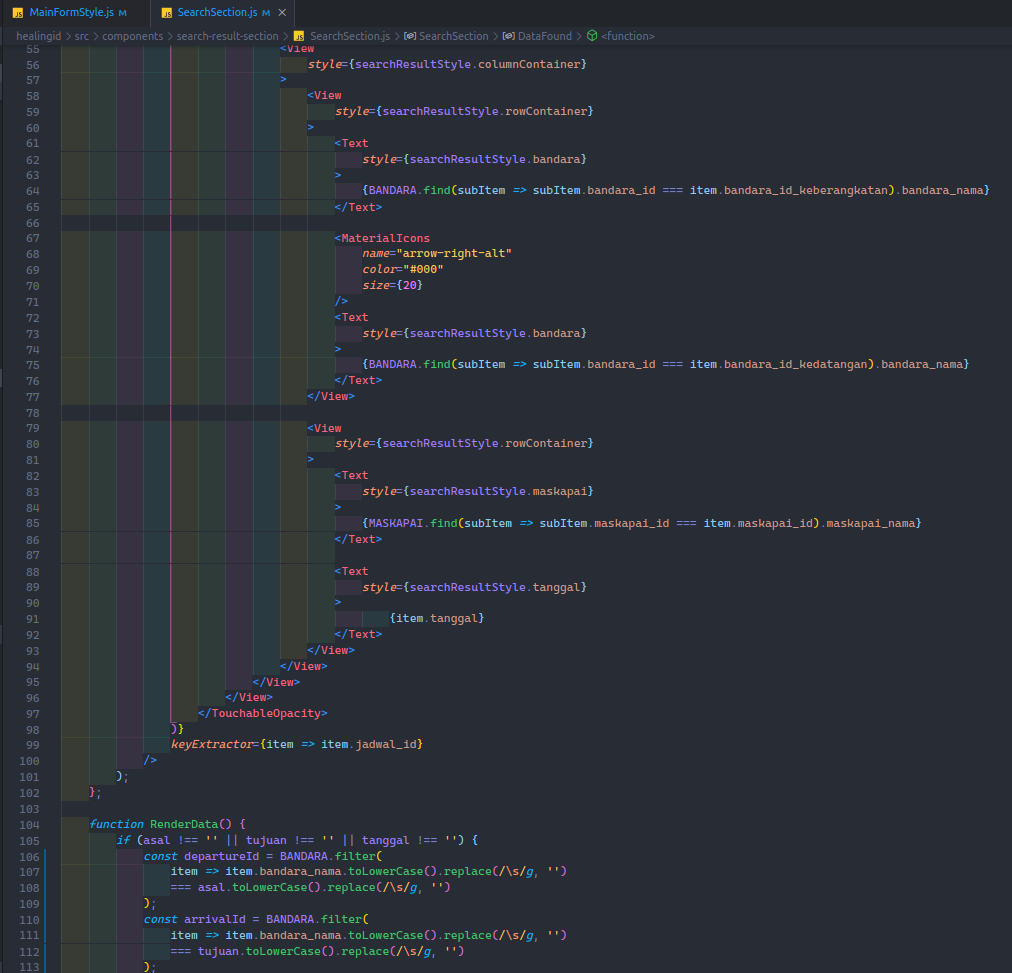 MainFormStyle.js M SearchSection.js M
healingid > src > components > search-result-section > SearchSection.js > SearchSection > DataFound > <function>
55 <View
56 style={searchResultStyle.columnContainer}
57 >
58 <View
59 style={searchResultStyle.rowContainer}
60 >
61 <Text
62 style={searchResultStyle.bandara}
63 >
64 {BANDARA.find(subItem => subItem.bandara_id === item.bandara_id_keberangkatan).bandara_nama}
65 </Text>
66
67 <MaterialIcons
68 name="arrow-right-alt"
69 color="#000"
70 size={20}
71 />
72 <Text
73 style={searchResultStyle.bandara}
74 >
75 {BANDARA.find(subItem => subItem.bandara_id === item.bandara_id_kedatangan).bandara_nama}
76 </Text>
77 </View>
78
79 <View
80 style={searchResultStyle.rowContainer}
81 >
82 <Text
83 style={searchResultStyle.maskapai}
84 >
85 {MASKAPAI.find(subItem => subItem.maskapai_id === item.maskapai_id).maskapai_nama}
86 </Text>
87
88 <Text
89 style={searchResultStyle.tanggal}
90 >
91 {item.tanggal}
92 </Text>
93 </View>
94 </View>
95 </View>
96 </View>
97 </TouchableOpacity>
98 )}
99 keyExtractor={item => item.jadwal_id}
100 />
101 );
102 };
103
104 function RenderData() {
105 if (asal !== '' || tujuan !== '' || tanggal !== '') {
106 const departureId = BANDARA.filter(
107 item => item.bandara_nama.toLowerCase().replace(/\s/g, '')
108 === asal.toLowerCase().replace(/\s/g, '')
109 );
110 const arrivalId = BANDARA.filter(
111 item => item.bandara_nama.toLowerCase().replace(/\s/g, '')
112 === tujuan.toLowerCase().replace(/\s/g, '')
113 );